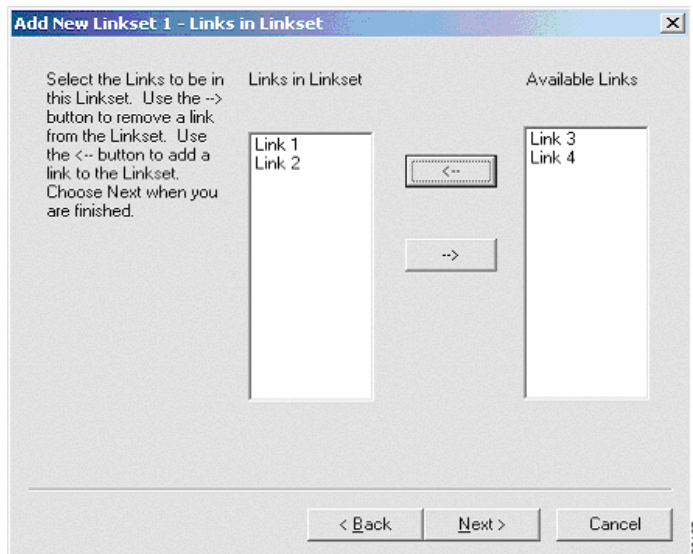 Add New Linkset 1 - Links in Linkset
Select the Links to be in
this Linkset.  Use the -->
button to remove a link
from the Linkset.  Use
the <-- button to add a
link to the Linkset.
Choose Next when you
are finished.
Links in Linkset
Link 1
Link 2
<--
-->
Available Links
Link 3
Link 4
< Back
Next >
Cancel